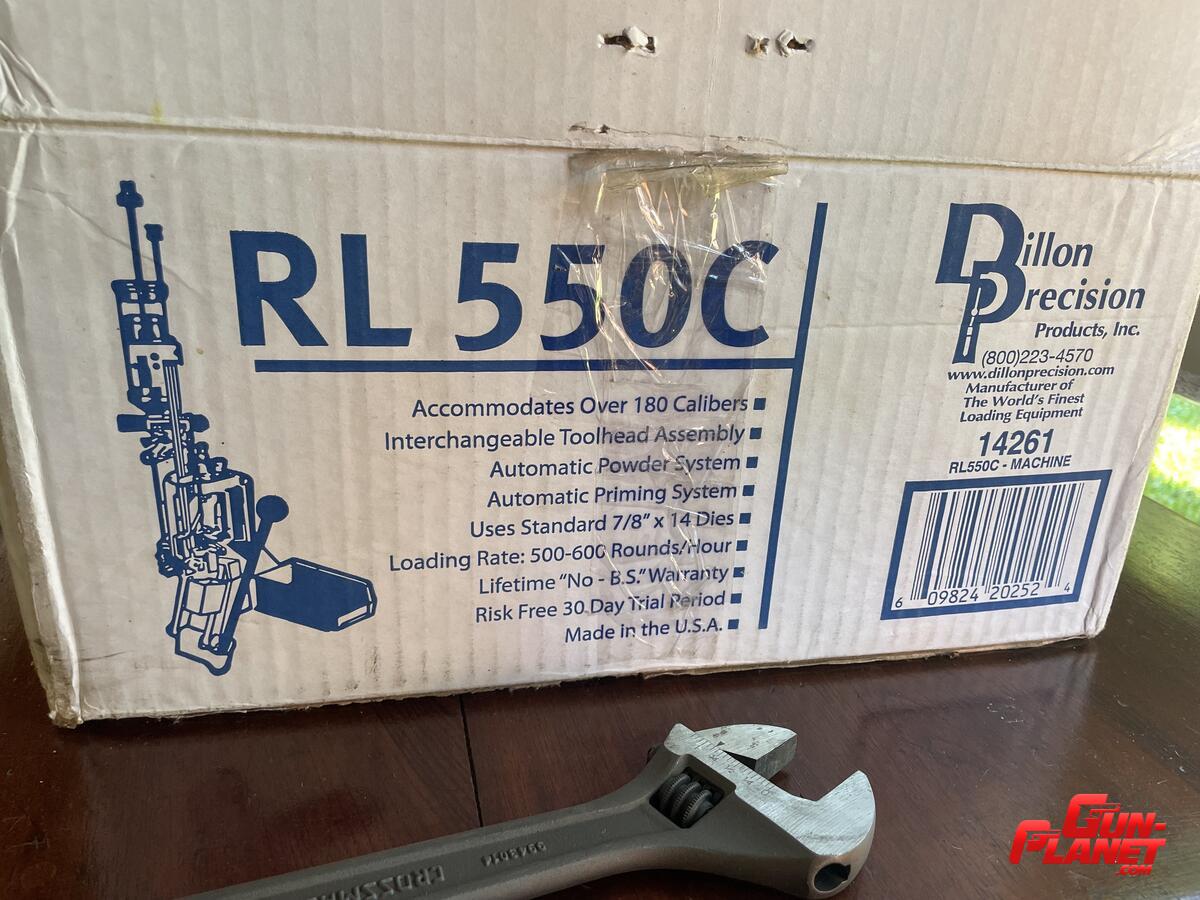 RL 550C
Accommodates Over 180 Calibers
Interchangeable Toolhead Assembly
Automatic Powder System
Automatic Priming System
Uses Standard 7/8" x 14 Dies
Loading Rate: 500-600 Rounds/Hour
Lifetime "No - B.S." Warranty
Risk Free 30 Day Trial Period
Made in the U.S.A.
Dillon
Precision
Products, Inc.
(800)223-4570
www.dillonprecision.com
Manufacturer of
The World's Finest
Loading Equipment
14261
RL550C - MACHINE
6 09824 20252 4
GUN-
PLANET
.COM